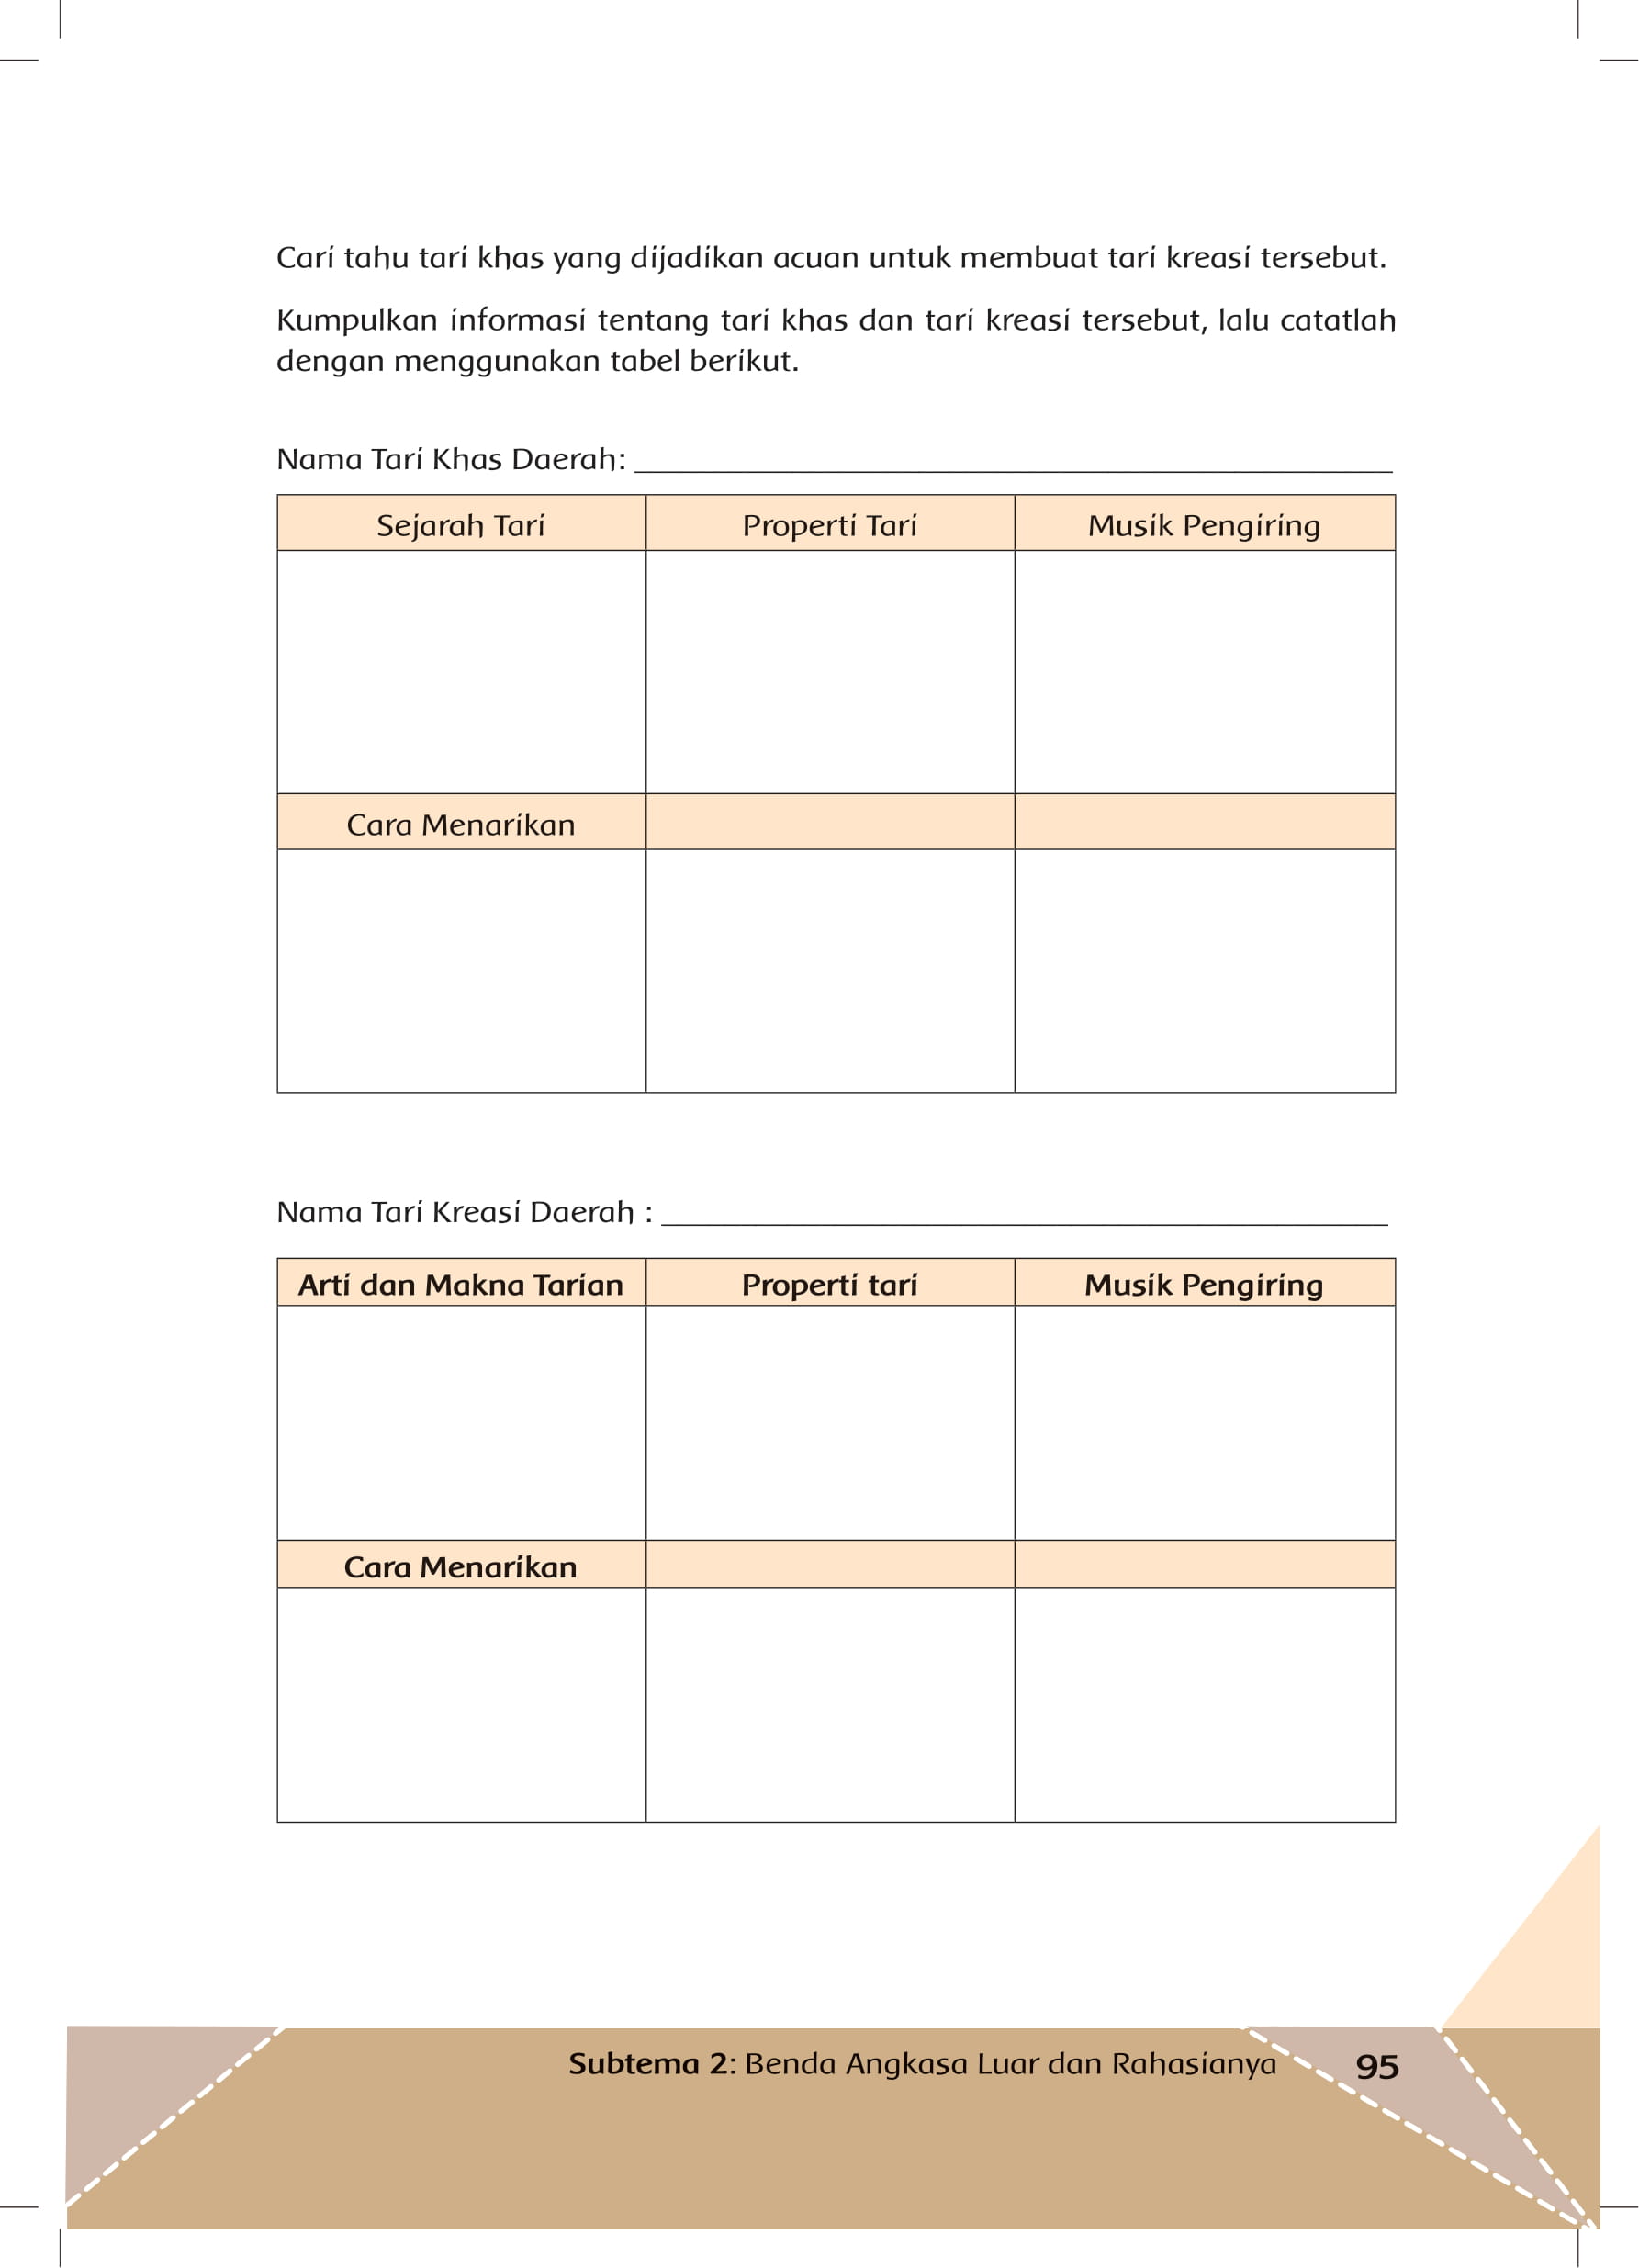 Cari tahu tari khas yang dijadikan acuan untuk membuat tari kreasi tersebut.
Kumpulkan informasi tentang tari khas dan tari kreasi tersebut, lalu catatlah
dengan menggunakan tabel berikut.
Nama Tari Khas Daerah: ______________________________________________
Sejarah Tari Properti Tari Musik Pengiring
Cara Menarikan
Nama Tari Kreasi Daerah : ____________________________________________
Arti dan Makna Tarian Properti tari Musik Pengiring
Cara Menarikan
Subtema 2: Benda Angkasa Luar dan Rahasianya 95